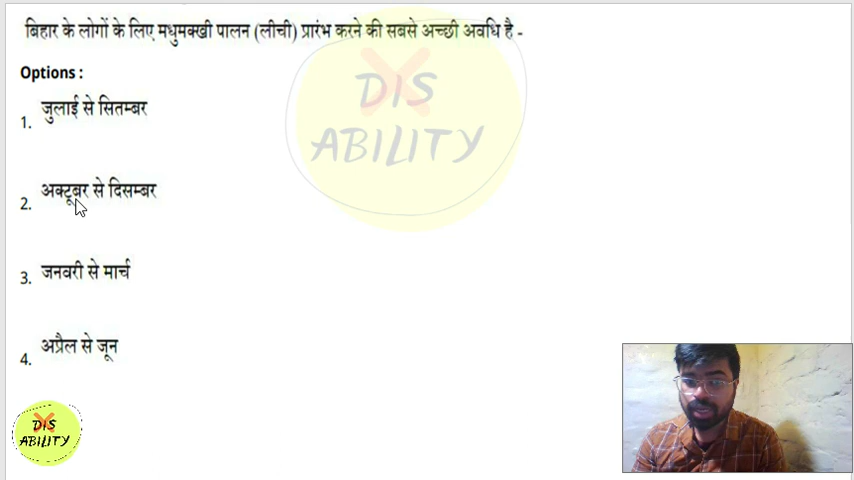 बिहार के लोगों के लिए मधुमक्खी पालन (लीची) प्रारंभ करने की सबसे अच्छी अवधि है -
Options :
1. जुलाई से सितम्बर
2. अक्टूबर से दिसम्बर
3. जनवरी से मार्च
4. अप्रैल से जून
DIS
ABILITY
DIS
ABILITY